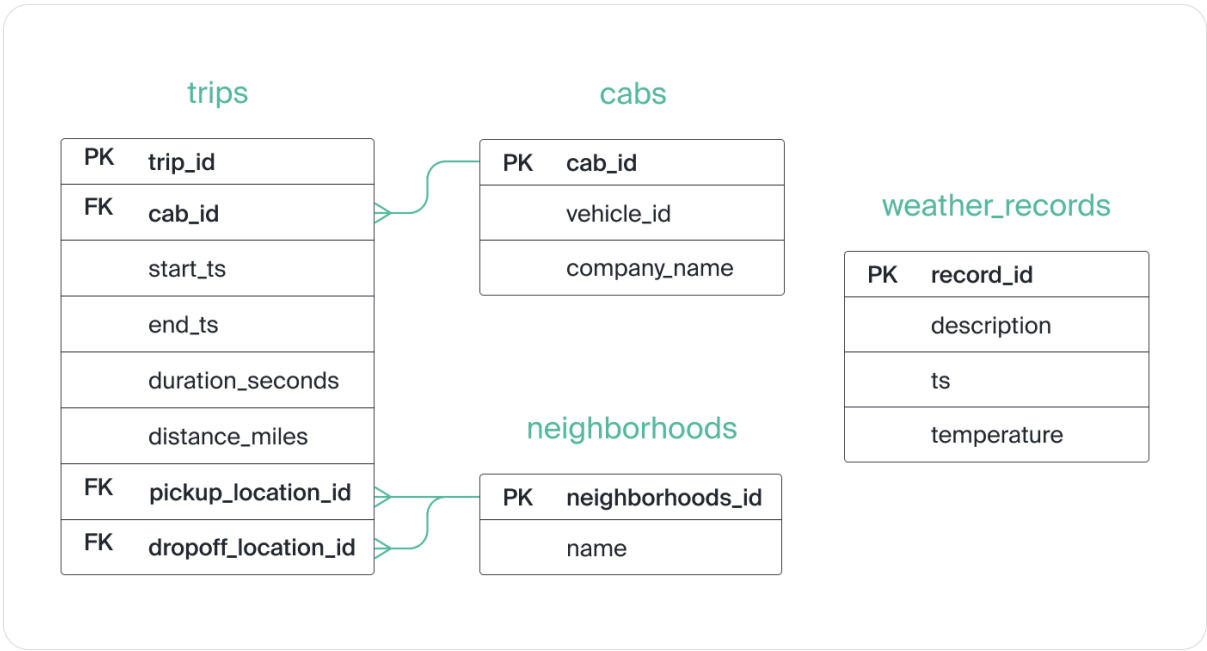 trips
PK trip_id
FK cab_id
start_ts
end_ts
duration_seconds
distance_miles
FK pickup_location_id
FK dropoff_location_id
cabs
PK cab_id
vehicle_id
company_name
neighborhoods
PK neighborhoods_id
name
weather_records
PK record_id
description
ts
temperature